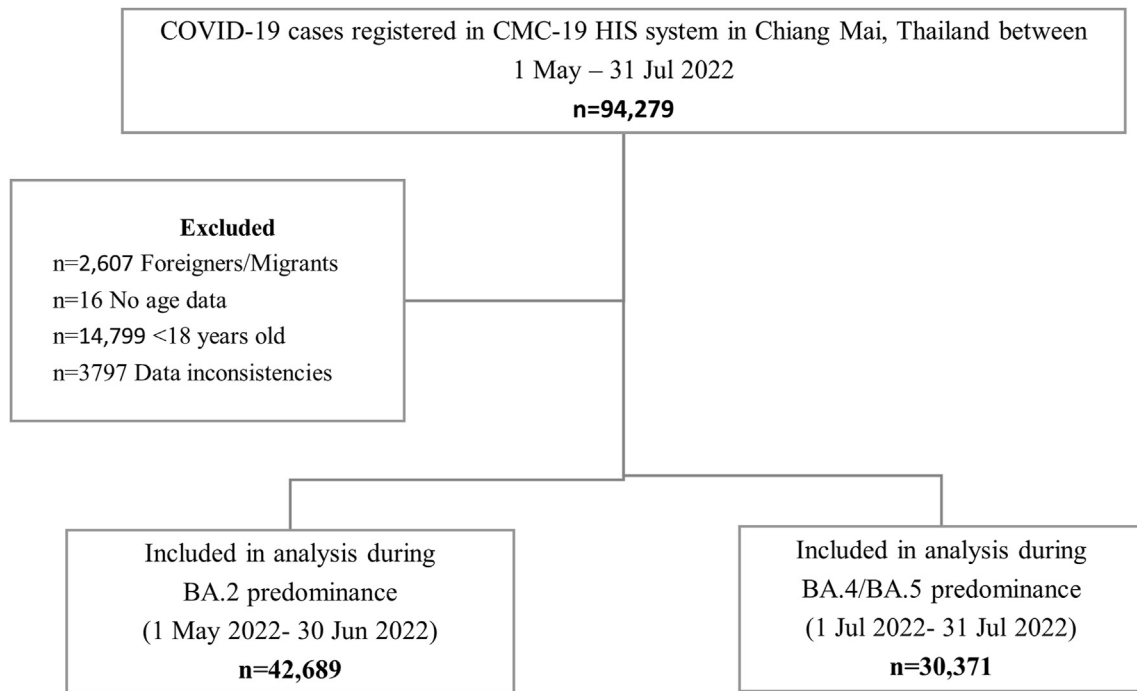 COVID-19 cases registered in CMC-19 HIS system in Chiang Mai, Thailand between
1 May – 31 Jul 2022
n=94,279
Excluded
n=2,607 Foreigners/Migrants
n=16 No age data
n=14,799 <18 years old
n=3797 Data inconsistencies
Included in analysis during
BA.2 predominance
(1 May 2022- 30 Jun 2022)
n=42,689
Included in analysis during
BA.4/BA.5 predominance
(1 Jul 2022- 31 Jul 2022)
n=30,371